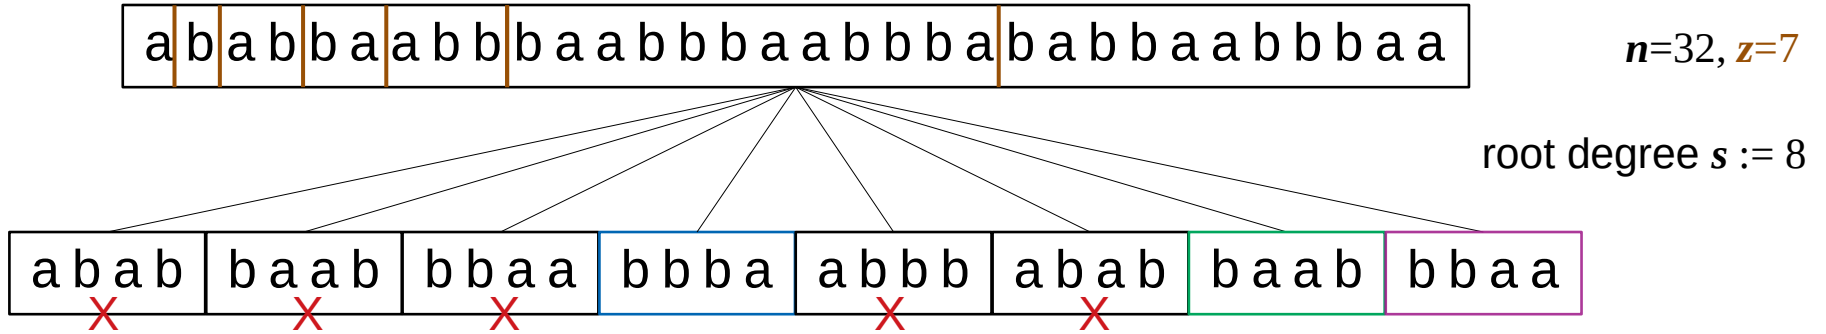 a b a b b a a b b b a a b b b a a b b b a b a b b a a b b b a a
n=32, z=7
root degree s := 8
a b a b b a a b b b a a b b b a a b b b a b a b b a a b b b a a
X X X X X